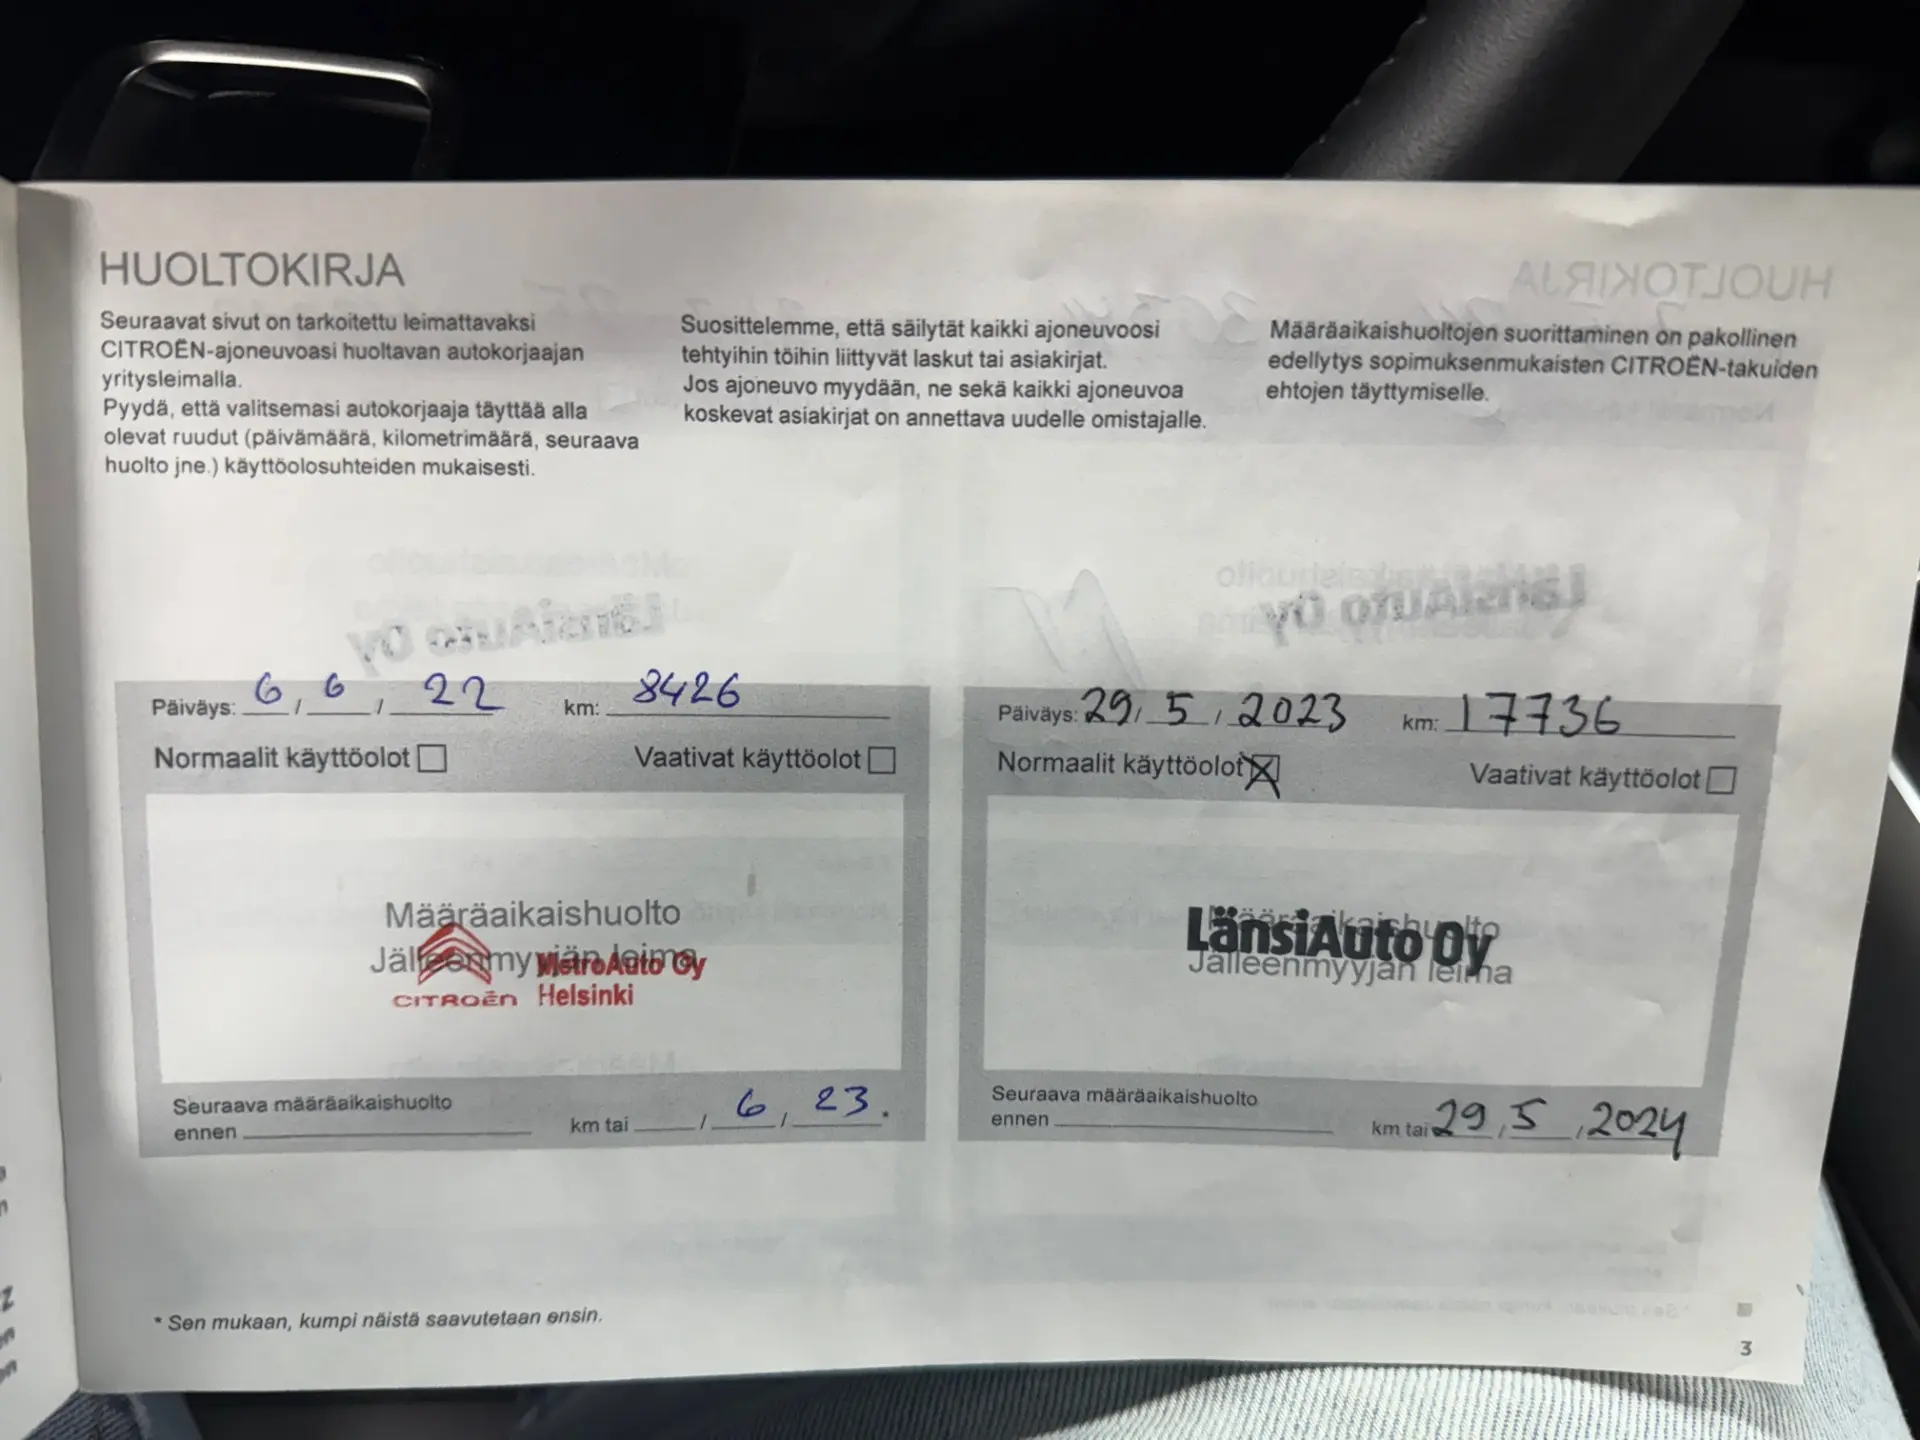 HUOLTOKIRJA
Seuraavat sivut on tarkoitettu leimattavaksi
CITROËN-ajoneuvoasi huoltavan autokorjaajan
yritysleimalla.
Pyydä, että valitsemasi autokorjaaja täyttää alla
olevat ruudut (päivämäärä, kilometrimäärä, seuraava
huolto jne.) käyttöolosuhteiden mukaisesti.
Suosittelemme, että säilytät kaikki ajoneuvoosi
tehtyihin töihin liittyvät laskut tai asiakirjat.
Jos ajoneuvo myydään, ne sekä kaikki ajoneuvoa
koskevat asiakirjat on annettava uudelle omistajalle.
Määräaikaishuoltojen suorittaminen on pakollinen
edellytys sopimuksenmukaisten CITROËN-takuiden
ehtojen täyttymiselle.
Päiväys: 6 / 6 / 22 km: 8426
Normaalit käyttöolot Vaativat käyttöolot
Määräaikaishuolto
Jälleenmyyjän leima
MetroAuto Oy
CITROËN Helsinki
Seuraava määräaikaishuolto
ennen km tai / 6 / 23.
Päiväys: 29 / 5 / 2023 km: 17736
Normaalit käyttöolot X Vaativat käyttöolot
Määräaikaishuolto
LänsiAuto Oy
Jälleenmyyjän leima
Seuraava määräaikaishuolto
ennen km tai 29 / 5 / 2024
* Sen mukaan, kumpi näistä saavutetaan ensin.
3